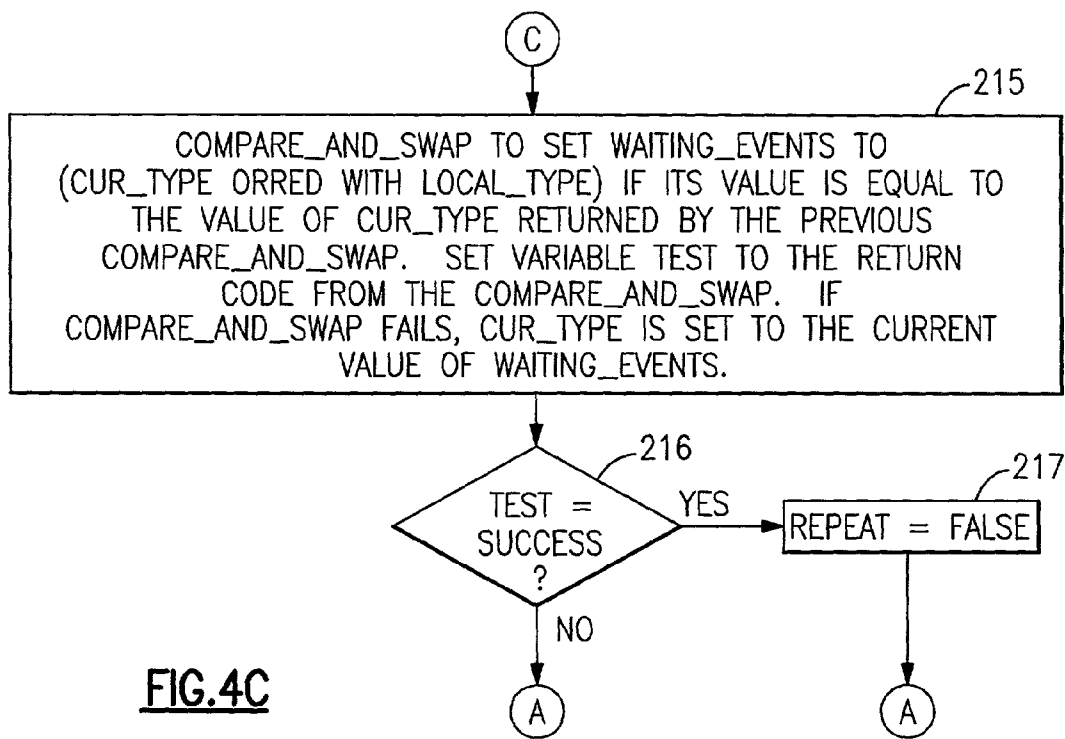 C
215
COMPARE_AND_SWAP TO SET WAITING_EVENTS TO
(CUR_TYPE ORRED WITH LOCAL_TYPE) IF ITS VALUE IS EQUAL TO
THE VALUE OF CUR_TYPE RETURNED BY THE PREVIOUS
COMPARE_AND_SWAP. SET VARIABLE TEST TO THE RETURN
CODE FROM THE COMPARE_AND_SWAP. IF
COMPARE_AND_SWAP FAILS, CUR_TYPE IS SET TO THE CURRENT
VALUE OF WAITING_EVENTS.
216
TEST =
SUCCESS
?
YES
217
REPEAT = FALSE
NO
A
A
FIG.4C